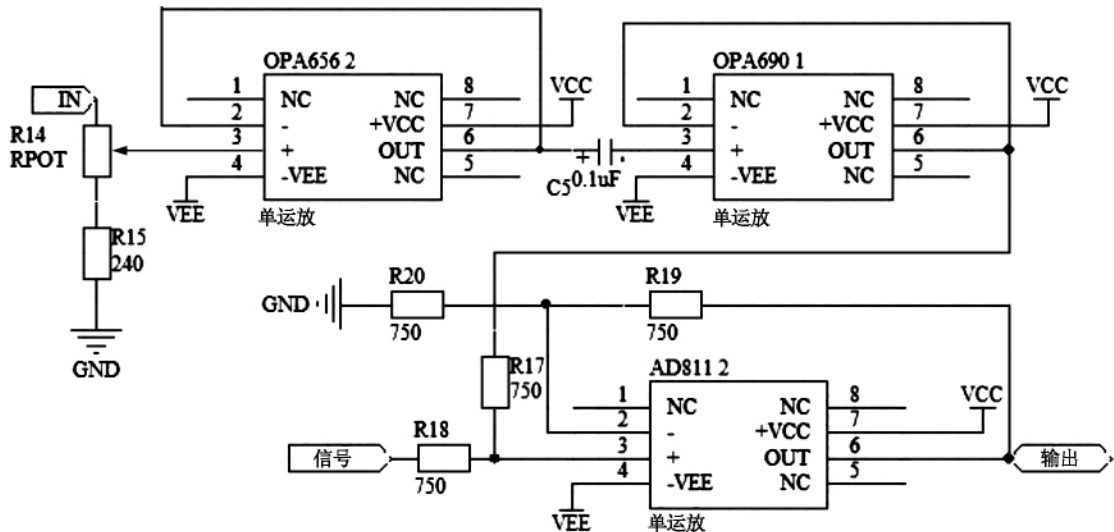 OPA656 2
OPA690 1
IN
R14
RPOT
R15
240
GND
1
2
3
4
NC
-
+
-VEE
NC
+VCC
OUT
NC
8
7
6
5
VCC
VEE
单运放
+
C5
0.1uF
1
2
3
4
NC
-
+
-VEE
NC
+VCC
OUT
NC
8
7
6
5
VCC
VEE
单运放
GND
R20
750
R19
750
R17
750
信号
R18
750
AD811 2
1
2
3
4
NC
-
+
-VEE
NC
+VCC
OUT
NC
8
7
6
5
VCC
VEE
单运放
输出